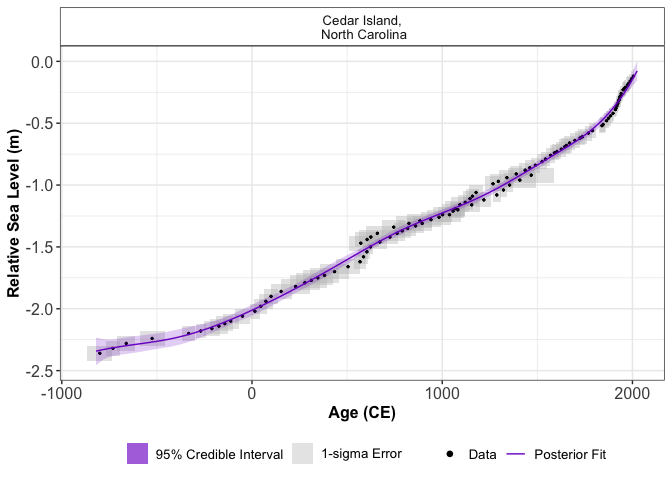 Cedar Island,
North Carolina
0.0
-0.5
-1.0
-1.5
-2.0
-2.5
Relative Sea Level (m)
-1000
0
1000
2000
Age (CE)
95% Credible Interval
1-sigma Error
Data
Posterior Fit